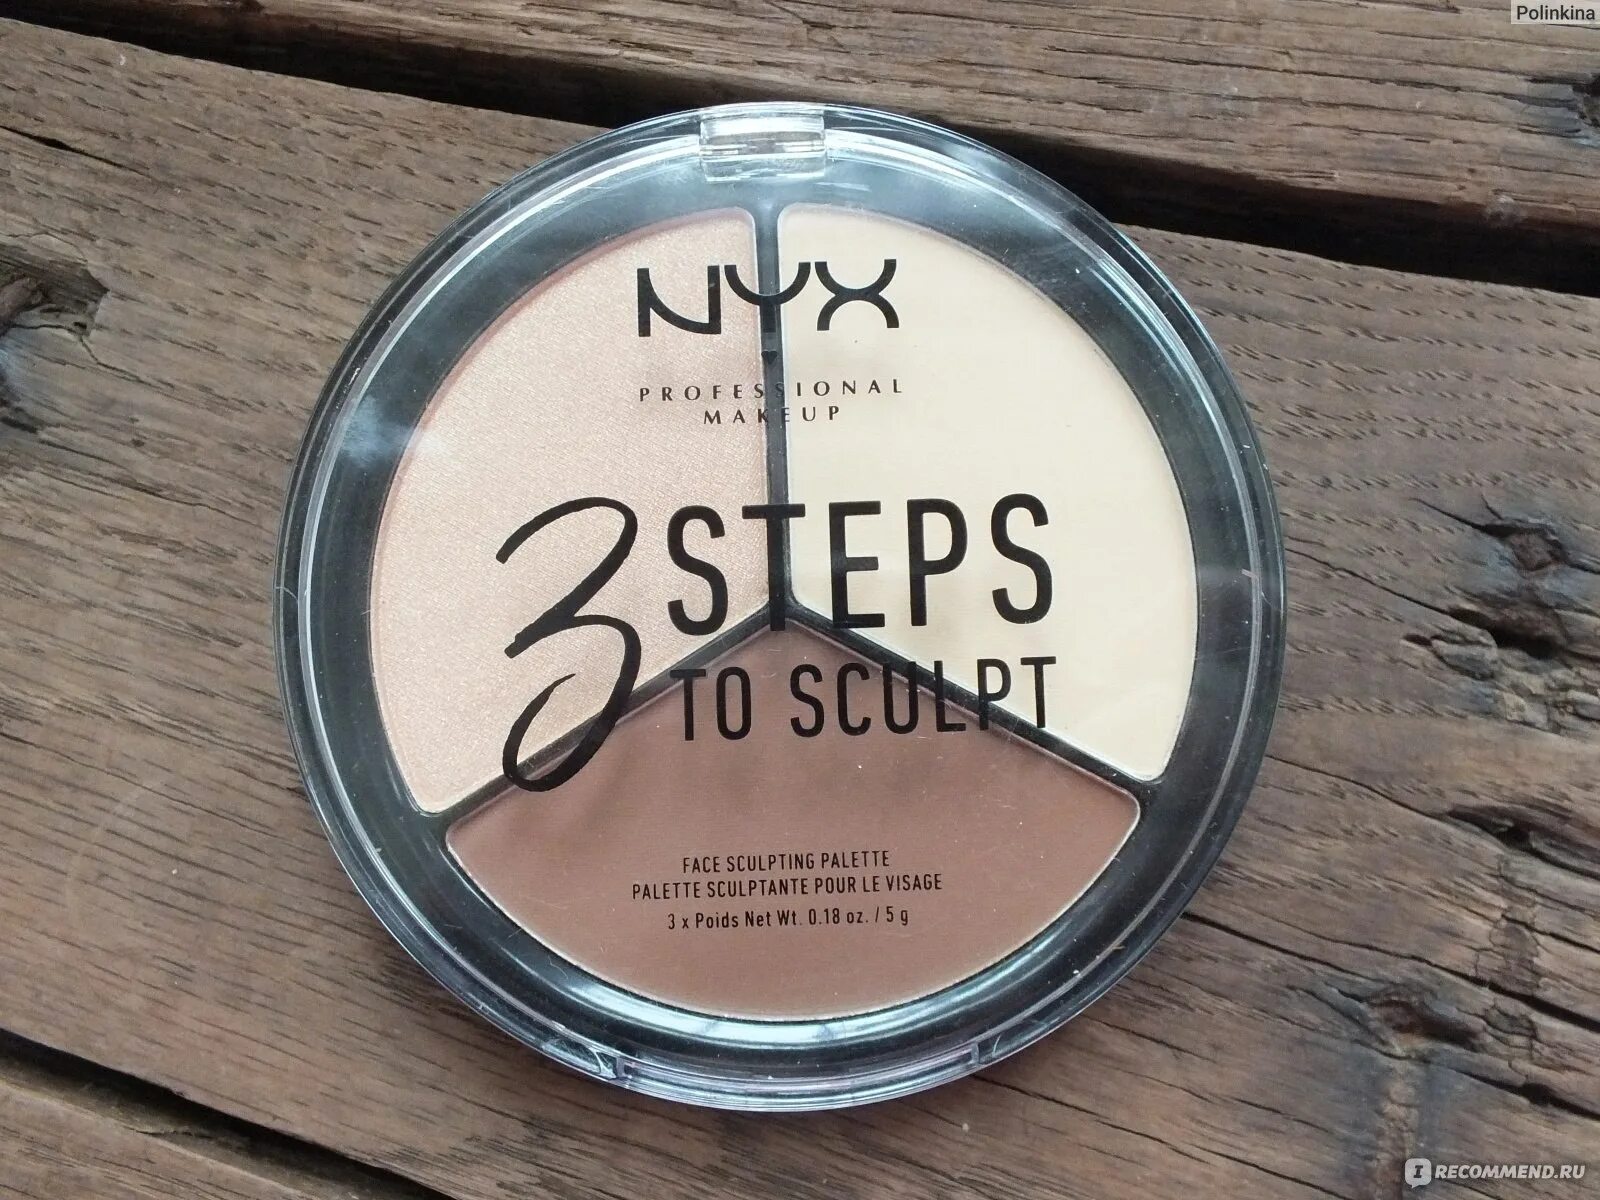 Polinkina
NYX
PROFESSIONAL
MAKEUP
3 STEPS
TO SCULPT
FACE SCULPTING PALETTE
PALETTE SCULPTANTE POUR LE VISAGE
3 x Poids Net Wt. 0.18 oz. / 5 g
IRECOMMEND.RU